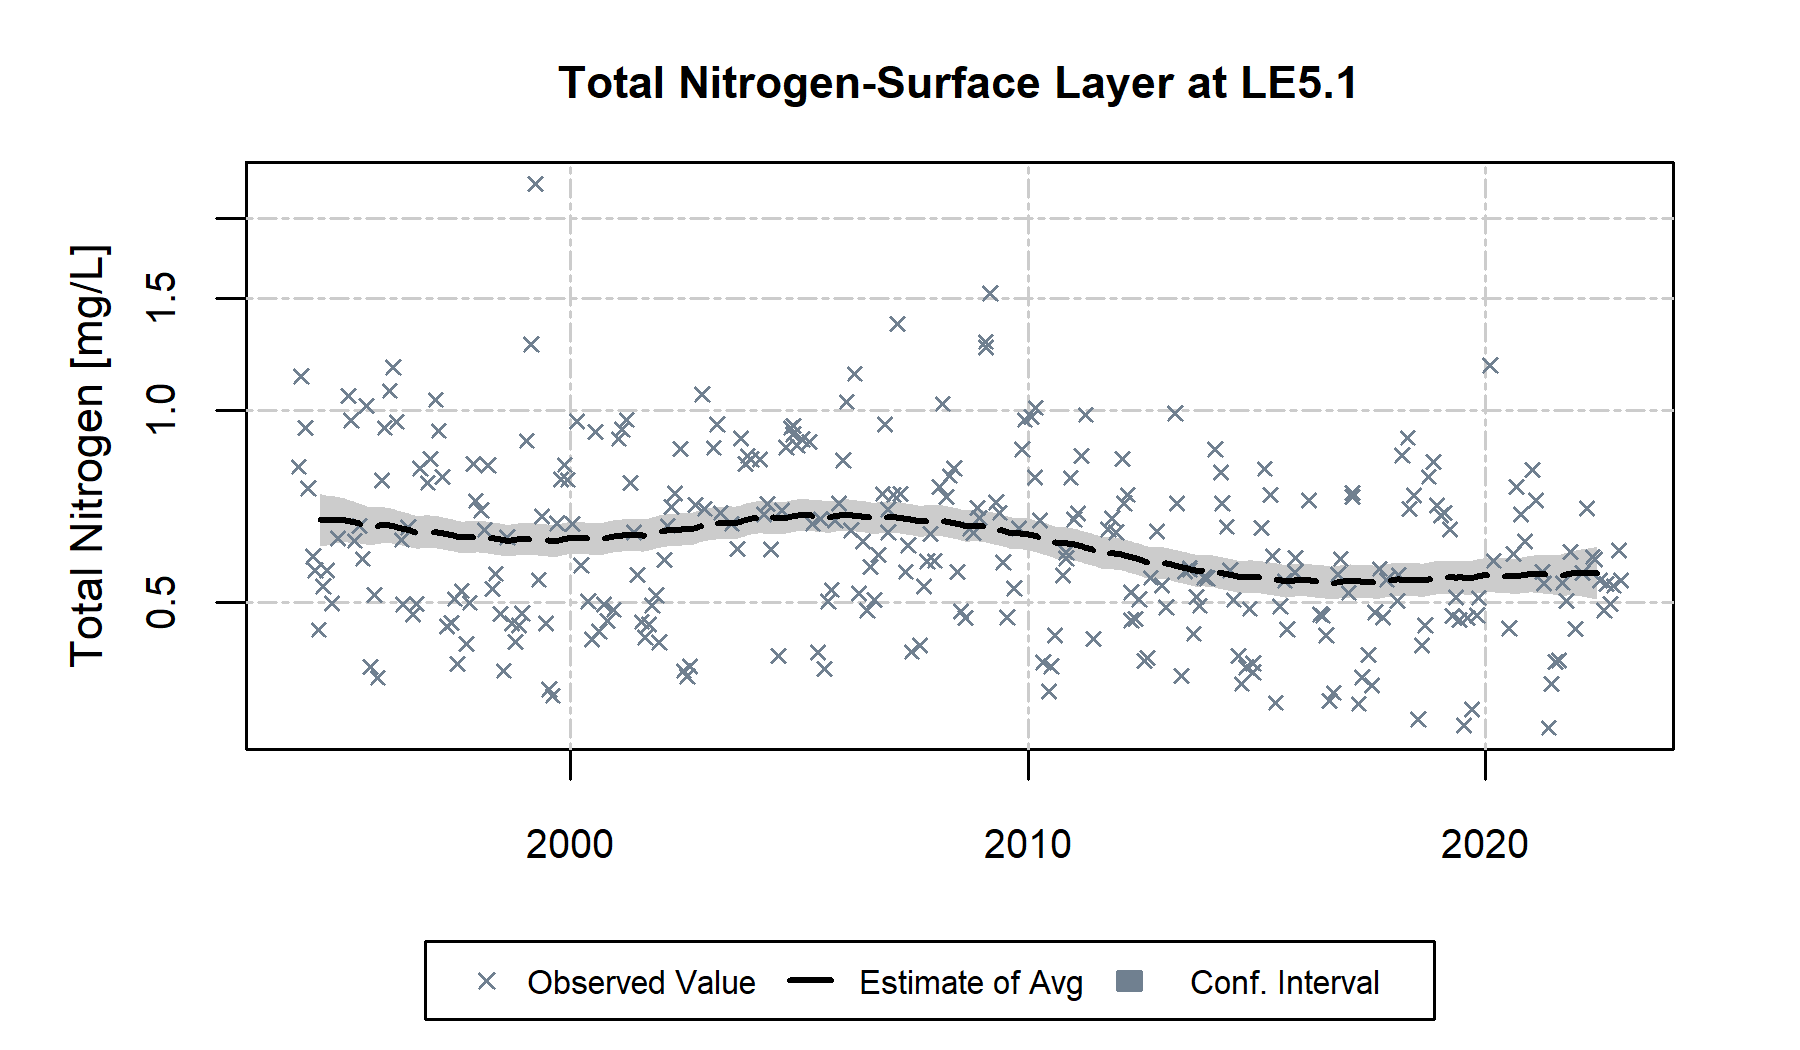 Total Nitrogen-Surface Layer at LE5.1
Total Nitrogen [mg/L]
1.5
1.0
0.5
2000 2010 2020
Observed Value Estimate of Avg Conf. Interval